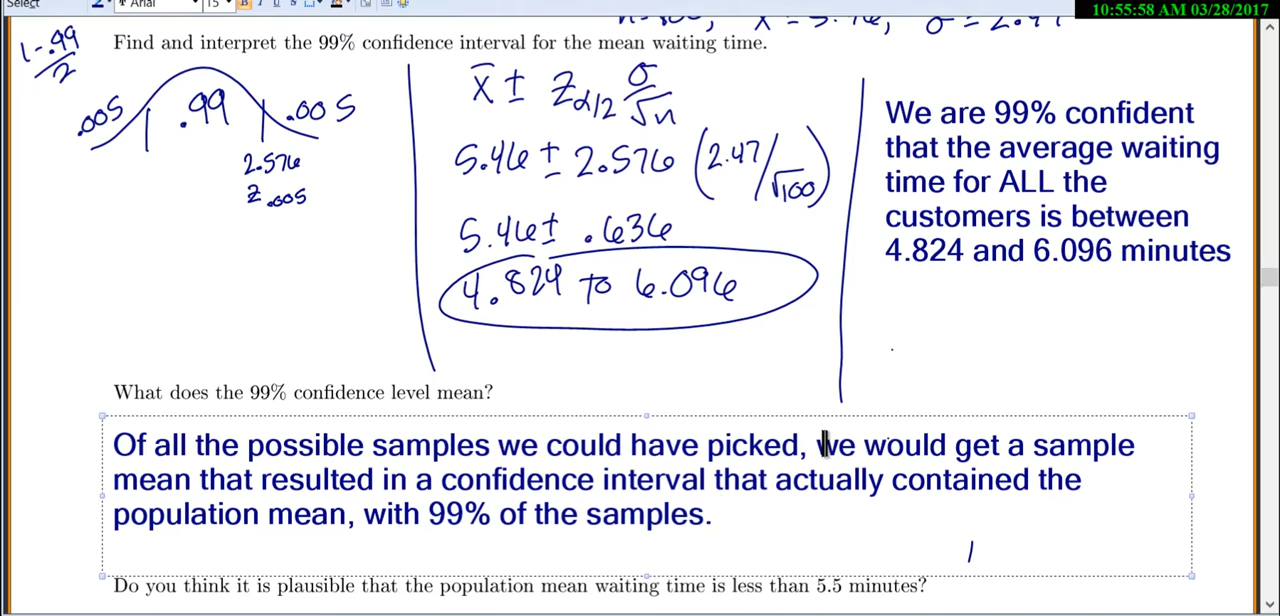 Select
Arial
15
10:55:58 AM 03/28/2017
Find and interpret the 99% confidence interval for the mean waiting time.
1-.99
2
.005
.99
.005
2.576
Z .005
x̄ ± Zα/2 σ/√n
5.46 ± 2.576 (2.47/√100)
5.46 ± .636
4.824 to 6.096
We are 99% confident
that the average waiting
time for ALL the
customers is between
4.824 and 6.096 minutes
What does the 99% confidence level mean?
Of all the possible samples we could have picked, we would get a sample
mean that resulted in a confidence interval that actually contained the
population mean, with 99% of the samples.
Do you think it is plausible that the population mean waiting time is less than 5.5 minutes?